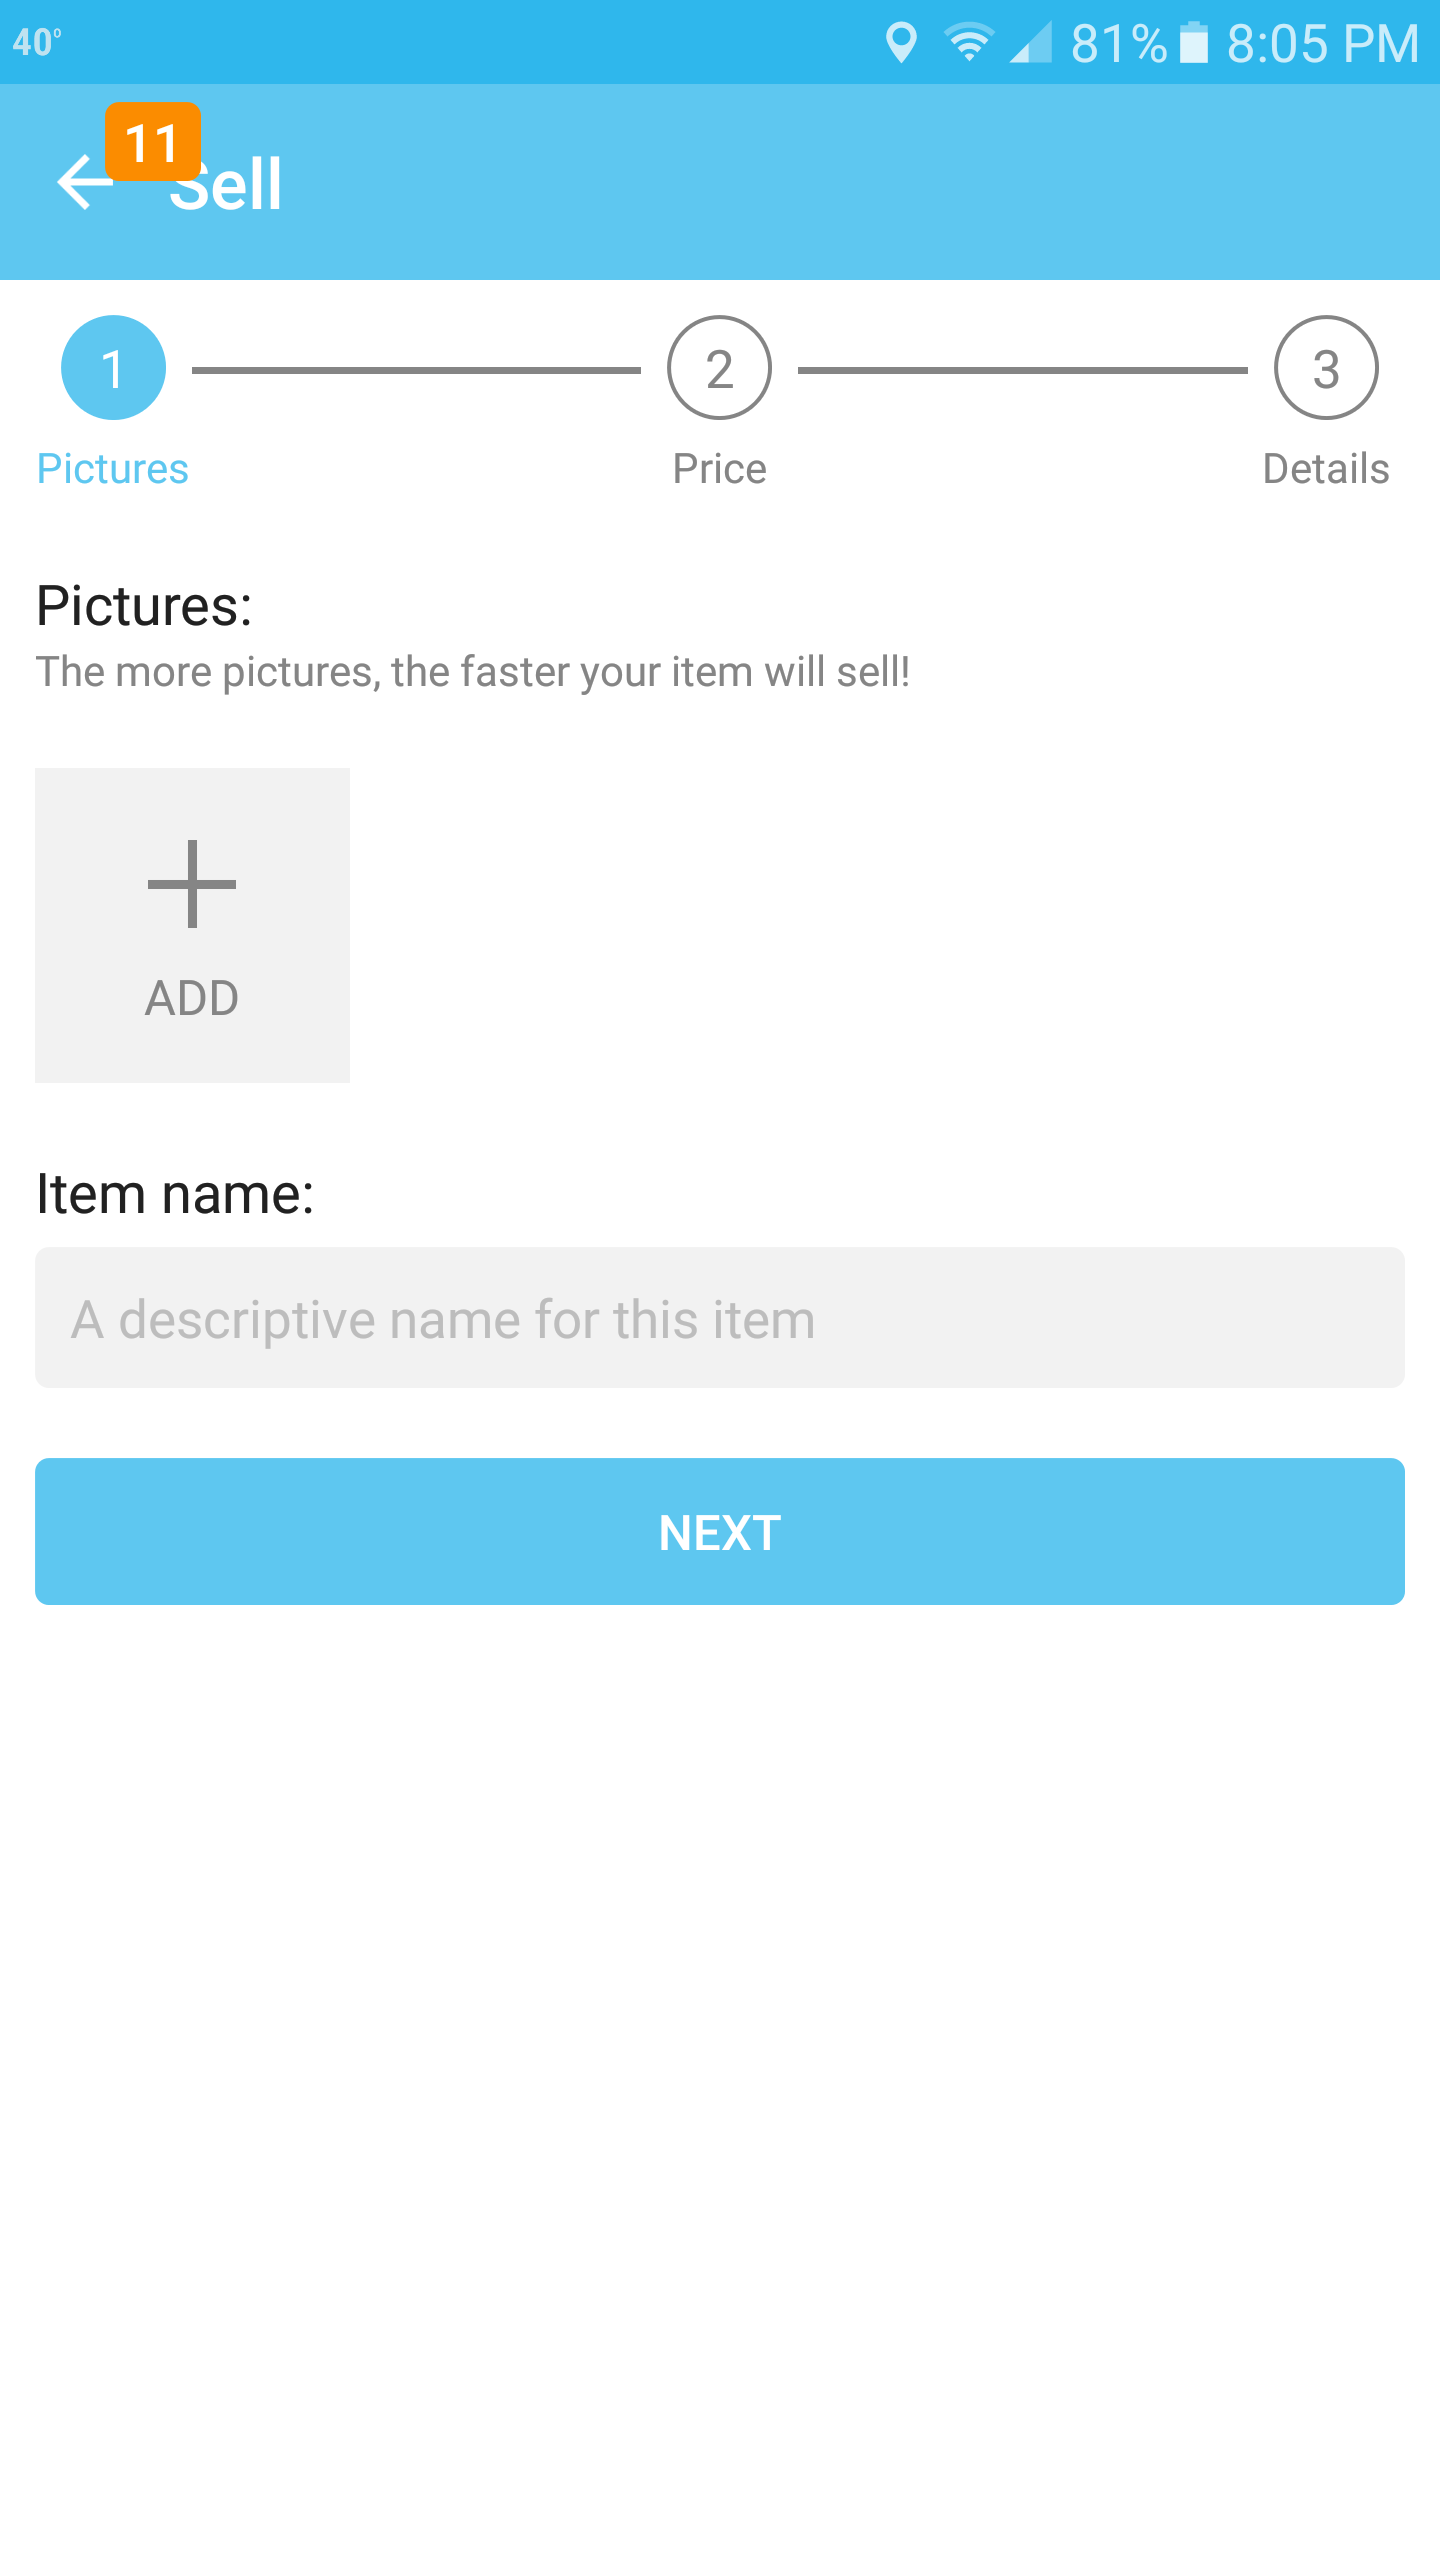 40°
81% 8:05 PM
11
Sell
1 2 3
Pictures Price Details
Pictures:
The more pictures, the faster your item will sell!
ADD
Item name:
A descriptive name for this item
NEXT